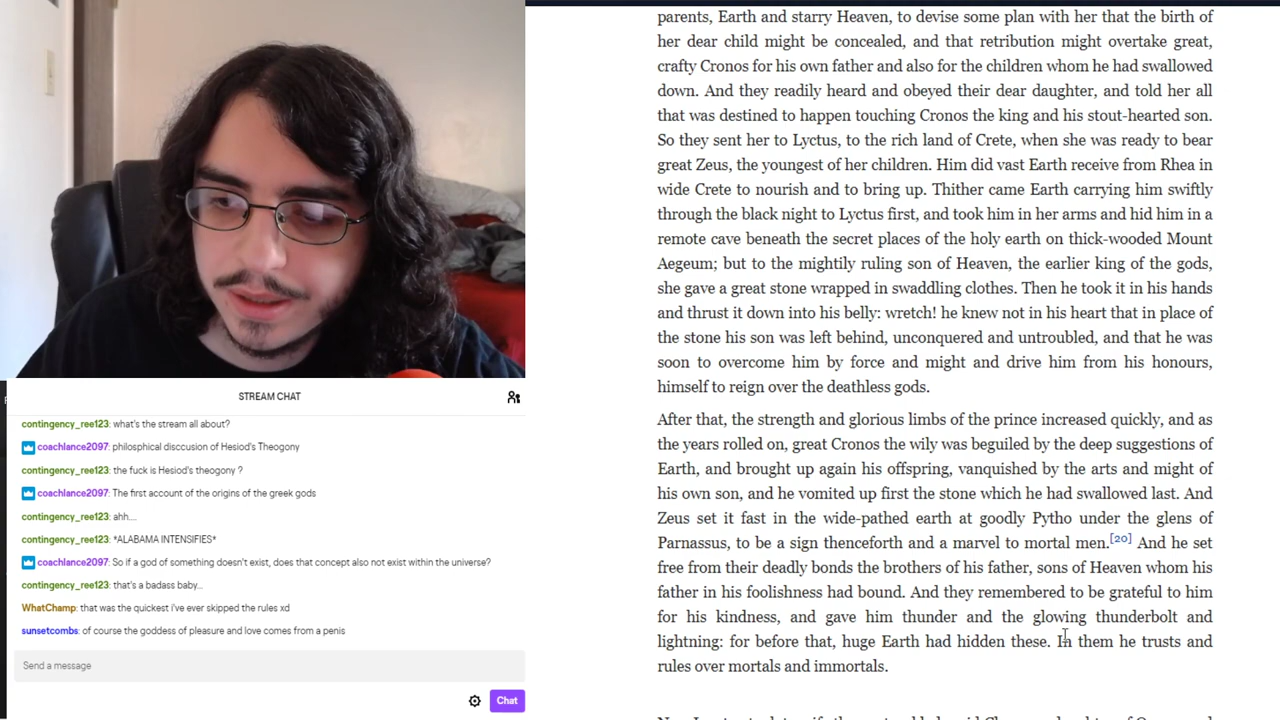 parents, Earth and starry Heaven, to devise some plan with her that the birth of
her dear child might be concealed, and that retribution might overtake great,
crafty Cronos for his own father and also for the children whom he had swallowed
down. And they readily heard and obeyed their dear daughter, and told her all
that was destined to happen touching Cronos the king and his stout-hearted son.
So they sent her to Lyctus, to the rich land of Crete, when she was ready to bear
great Zeus, the youngest of her children. Him did vast Earth receive from Rhea in
wide Crete to nourish and to bring up. Thither came Earth carrying him swiftly
through the black night to Lyctus first, and took him in her arms and hid him in a
remote cave beneath the secret places of the holy earth on thick-wooded Mount
Aegeum; but to the mightily ruling son of Heaven, the earlier king of the gods,
she gave a great stone wrapped in swaddling clothes. Then he took it in his hands
and thrust it down into his belly: wretch! he knew not in his heart that in place of
the stone his son was left behind, unconquered and untroubled, and that he was
soon to overcome him by force and might and drive him from his honours,
himself to reign over the deathless gods.
After that, the strength and glorious limbs of the prince increased quickly, and as
the years rolled on, great Cronos the wily was beguiled by the deep suggestions of
Earth, and brought up again his offspring, vanquished by the arts and might of
his own son, and he vomited up first the stone which he had swallowed last. And
Zeus set it fast in the wide-pathed earth at goodly Pytho under the glens of
Parnassus, to be a sign thenceforth and a marvel to mortal men.[20] And he set
free from their deadly bonds the brothers of his father, sons of Heaven whom his
father in his foolishness had bound. And they remembered to be grateful to him
for his kindness, and gave him thunder and the glowing thunderbolt and
lightning: for before that, huge Earth had hidden these. In them he trusts and
rules over mortals and immortals.
STREAM CHAT
contingency_ree123: what's the stream all about?
coachlance2097: philosphical disccusion of Hesiod's Theogony
contingency_ree123: the fuck is Hesiod's theogony ?
coachlance2097: The first account of the origins of the greek gods
contingency_ree123: ahh....
contingency_ree123: *ALABAMA INTENSIFIES*
coachlance2097: So if a god of something doesn't exist, does that concept also not exist within the universe?
contingency_ree123: that's a badass baby...
WhatChamp: that was the quickest i've ever skipped the rules xd
sunsetcombs: of course the goddess of pleasure and love comes from a penis
Send a message
Chat